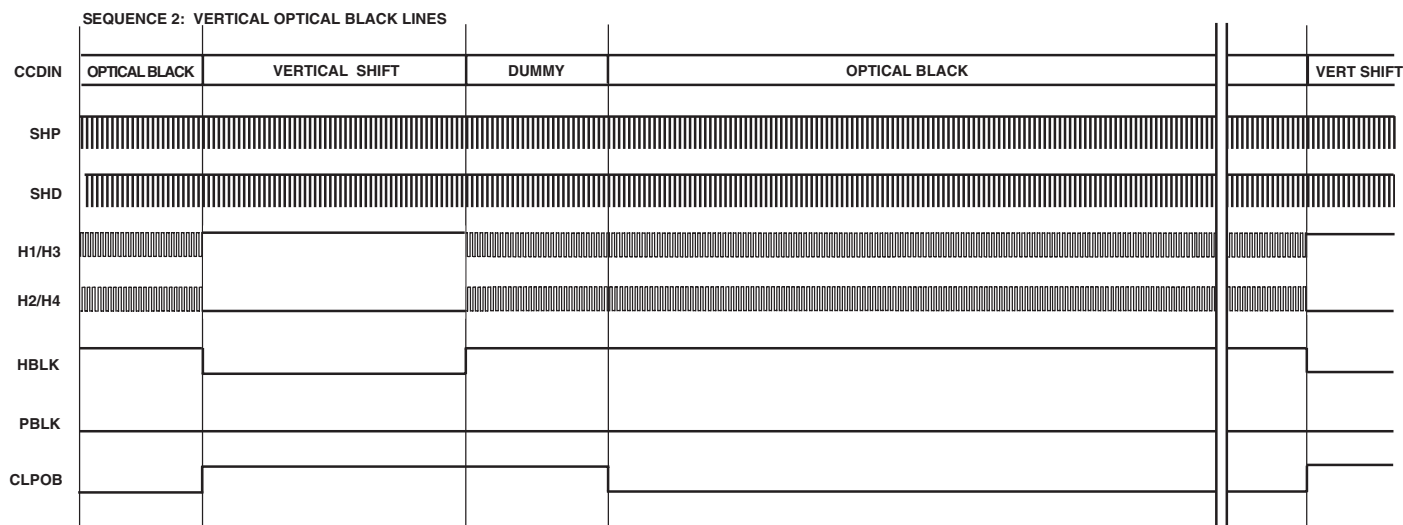 SEQUENCE 2: VERTICAL OPTICAL BLACK LINES
CCDIN OPTICAL BLACK VERTICAL SHIFT DUMMY OPTICAL BLACK VERT SHIFT
SHP
SHD
H1/H3
H2/H4
HBLK
PBLK
CLPOB